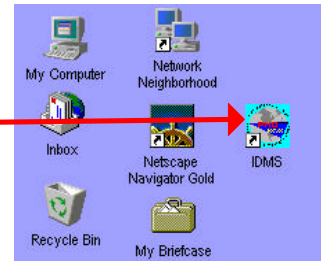 My Computer
Network
Neighborhood
Inbox
Netscape
Navigator Gold
IDMS
Recycle Bin
My Briefcase